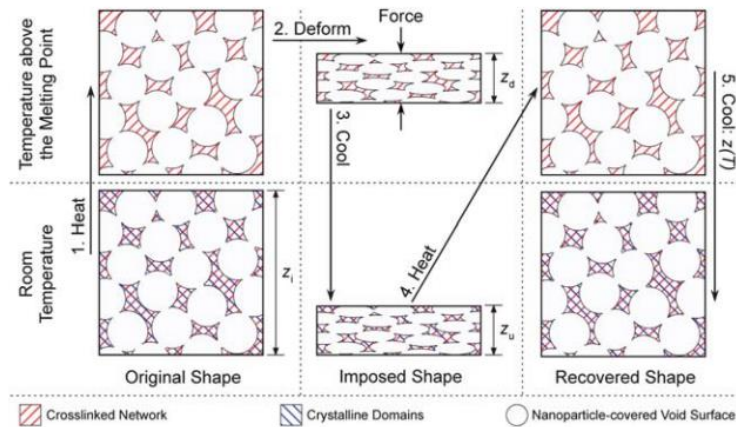 Temperature above
the Melting Point
2. Deform
Force
z_d
1. Heat
3. Cool
4. Heat
5. Cool: z(T)
Room
Temperature
z_i
z_u
Original Shape
Imposed Shape
Recovered Shape
Crosslinked Network
Crystalline Domains
Nanoparticle-covered Void Surface